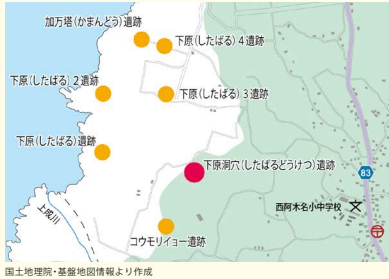 加万塔(かまんどう)遺跡
下原(したばる)4遺跡
下原(したばる)2遺跡
下原(したばる)3遺跡
下原(したばる)遺跡
下原洞穴(したばるどうけつ)遺跡
83
上成川
西阿木名小中学校
コウモリイョー遺跡
国土地理院・基盤地図情報より作成